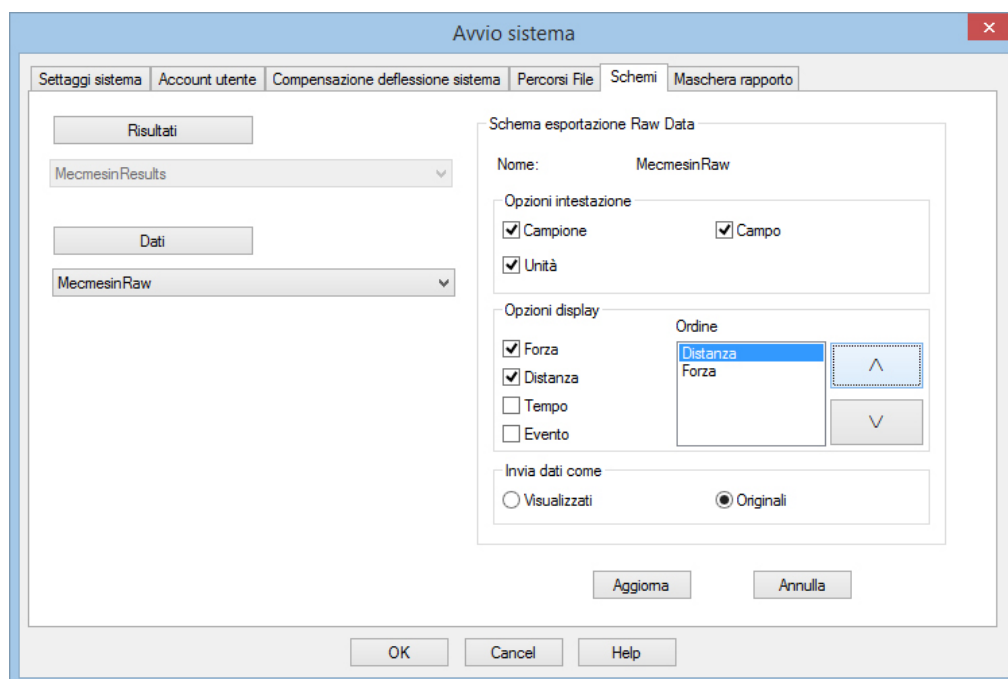 Avvio sistema
Settaggi sistema
Account utente
Compensazione deflessione sistema
Percorsi File
Schemi
Maschera rapporto
Risultati
MecmesinResults
Dati
MecmesinRaw
Schema esportazione Raw Data
Nome: MecmesinRaw
Opzioni intestazione
Campione
Campo
Unità
Opzioni display
Forza
Distanza
Tempo
Evento
Ordine
Distanza
Forza
Invia dati come
Visualizzati
Originali
Aggiorna
Annulla
OK
Cancel
Help